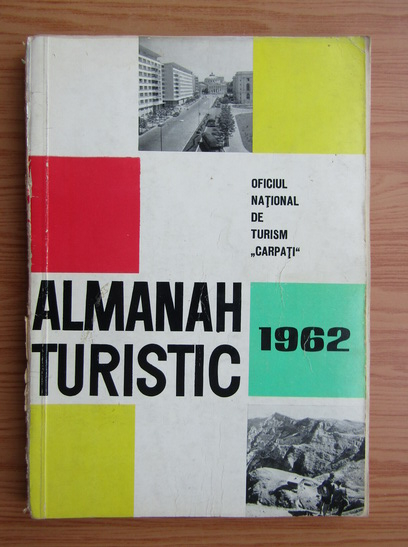 OFICIUL
NAȚIONAL
DE
TURISM
„CARPAȚI“
ALMANAH
1962
TURISTIC